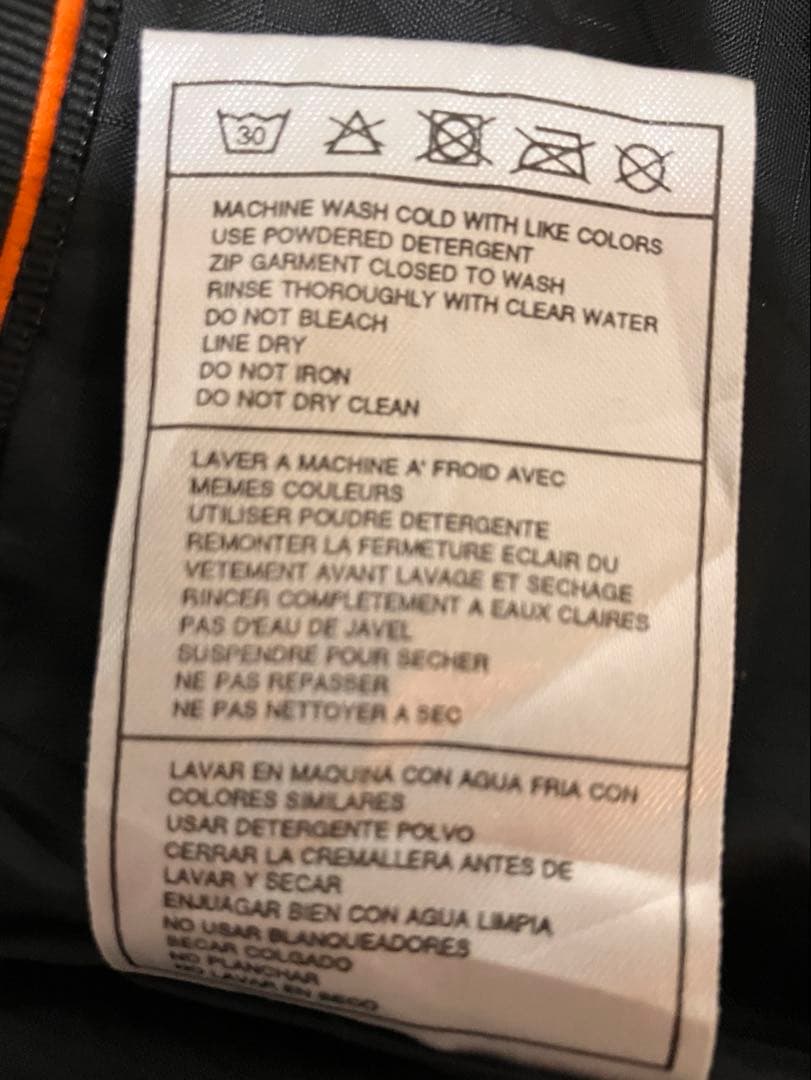 30
MACHINE WASH COLD WITH LIKE COLORS
USE POWDERED DETERGENT
ZIP GARMENT CLOSED TO WASH
RINSE THOROUGHLY WITH CLEAR WATER
DO NOT BLEACH
LINE DRY
DO NOT IRON
DO NOT DRY CLEAN
LAVER A MACHINE A' FROID AVEC
MEMES COULEURS
UTILISER POUDRE DETERGENTE
REMONTER LA FERMETURE ECLAIR DU
VETEMENT AVANT LAVAGE ET SECHAGE
RINCER COMPLETEMENT A EAUX CLAIRES
PAS D'EAU DE JAVEL
SUSPENDRE POUR SECHER
NE PAS REPASSER
NE PAS NETTOYER A SEC
LAVAR EN MAQUINA CON AGUA FRIA CON
COLORES SIMILARES
USAR DETERGENTE POLVO
CERRAR LA CREMALLERA ANTES DE
LAVAR Y SECAR
ENJUAGAR BIEN CON AGUA LIMPIA
NO USAR BLANQUEADORES
SECAR COLGADO
NO PLANCHAR
NO LAVAR EN SECO